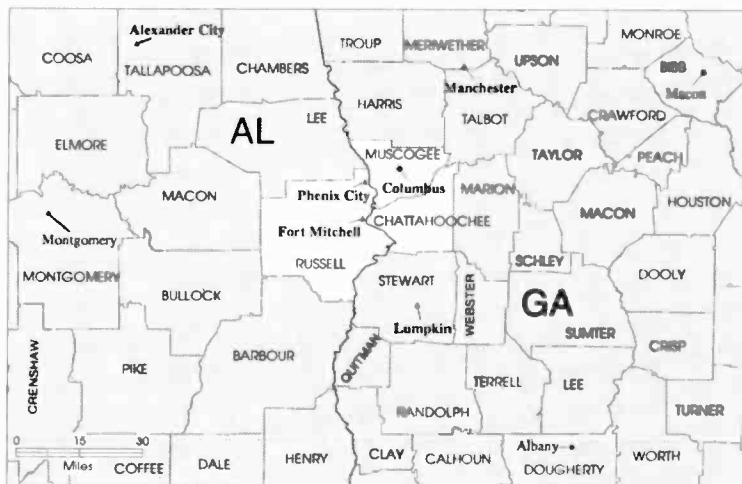 Alexander City
COOSA
TALLAPOOSA
CHAMBERS
TROUP
MERIWETHER
UPSON
MONROE
BIBB
Macon
Manchester
HARRIS
TALBOT
CRAWFORD
AL
LEE
ELMORE
MUSCOGEE
TAYLOR
PEACH
MACON
Phenix City
Columbus
MARION
MACON
HOUSTON
Montgomery
Fort Mitchell
CHATTAHOOCHEE
MONTGOMERY
RUSSELL
SCHLEY
DOOLY
BULLOCK
STEWART
WEBSTER
GA
Lumpkin
SUMTER
CRISP
CRENSHAW
PIKE
BARBOUR
QUITMAN
TERRELL
LEE
RANDOLPH
TURNER
0 15 30
Miles
COFFEE
DALE
HENRY
CLAY
CALHOUN
Albany
DOUGHERTY
WORTH